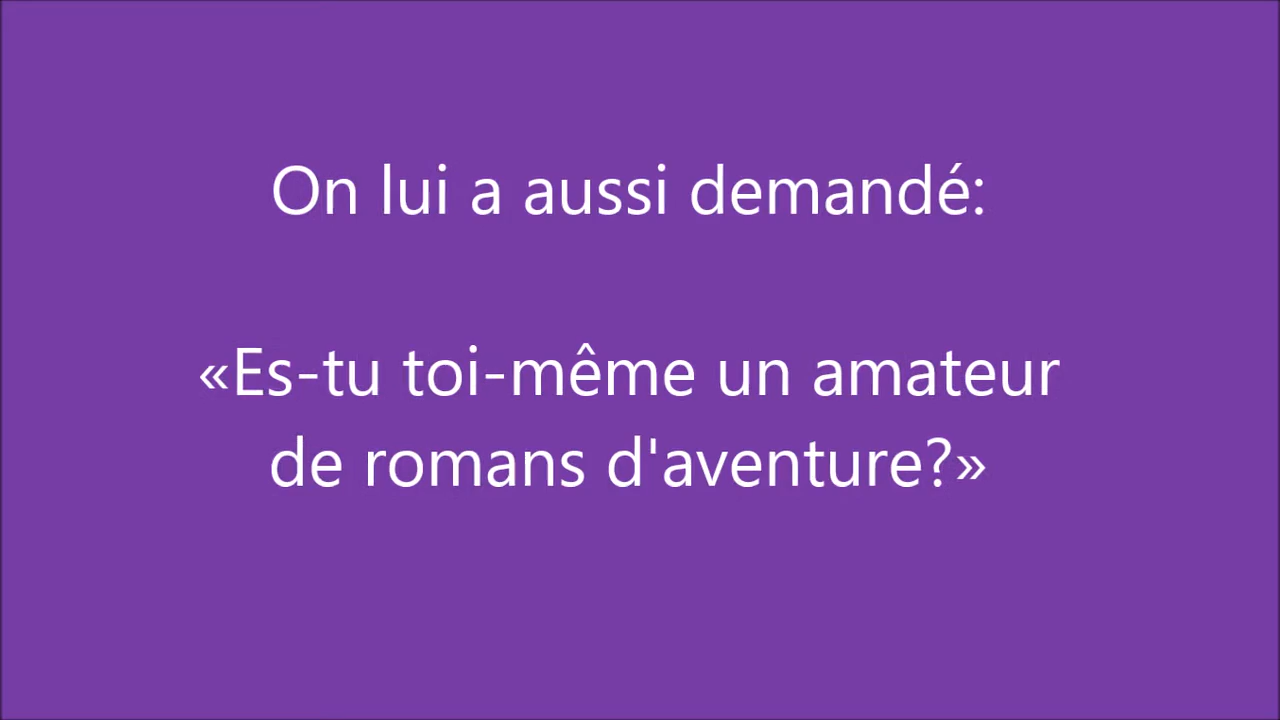 On lui a aussi demandé:
«Es-tu toi-même un amateur
de romans d'aventure?»